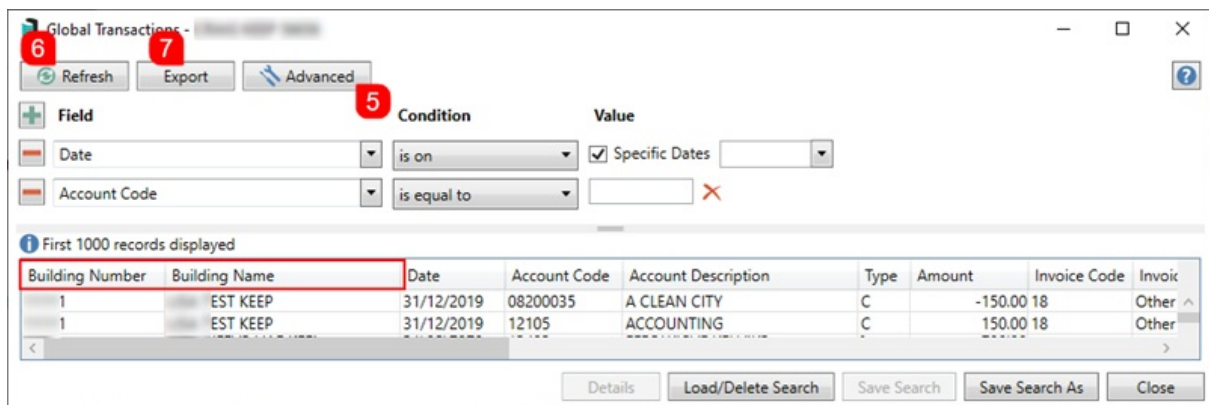 Global Transactions -
6 7
Refresh Export Advanced
5
Field Condition Value
Date is on Specific Dates
Account Code is equal to
First 1000 records displayed
Building Number Building Name Date Account Code Account Description Type Amount Invoice Code Invoic
1 EST KEEP 31/12/2019 08200035 A CLEAN CITY C -150.00 18 Other
1 EST KEEP 31/12/2019 12105 ACCOUNTING C 150.00 18 Other
Details Load/Delete Search Save Search Save Search As Close